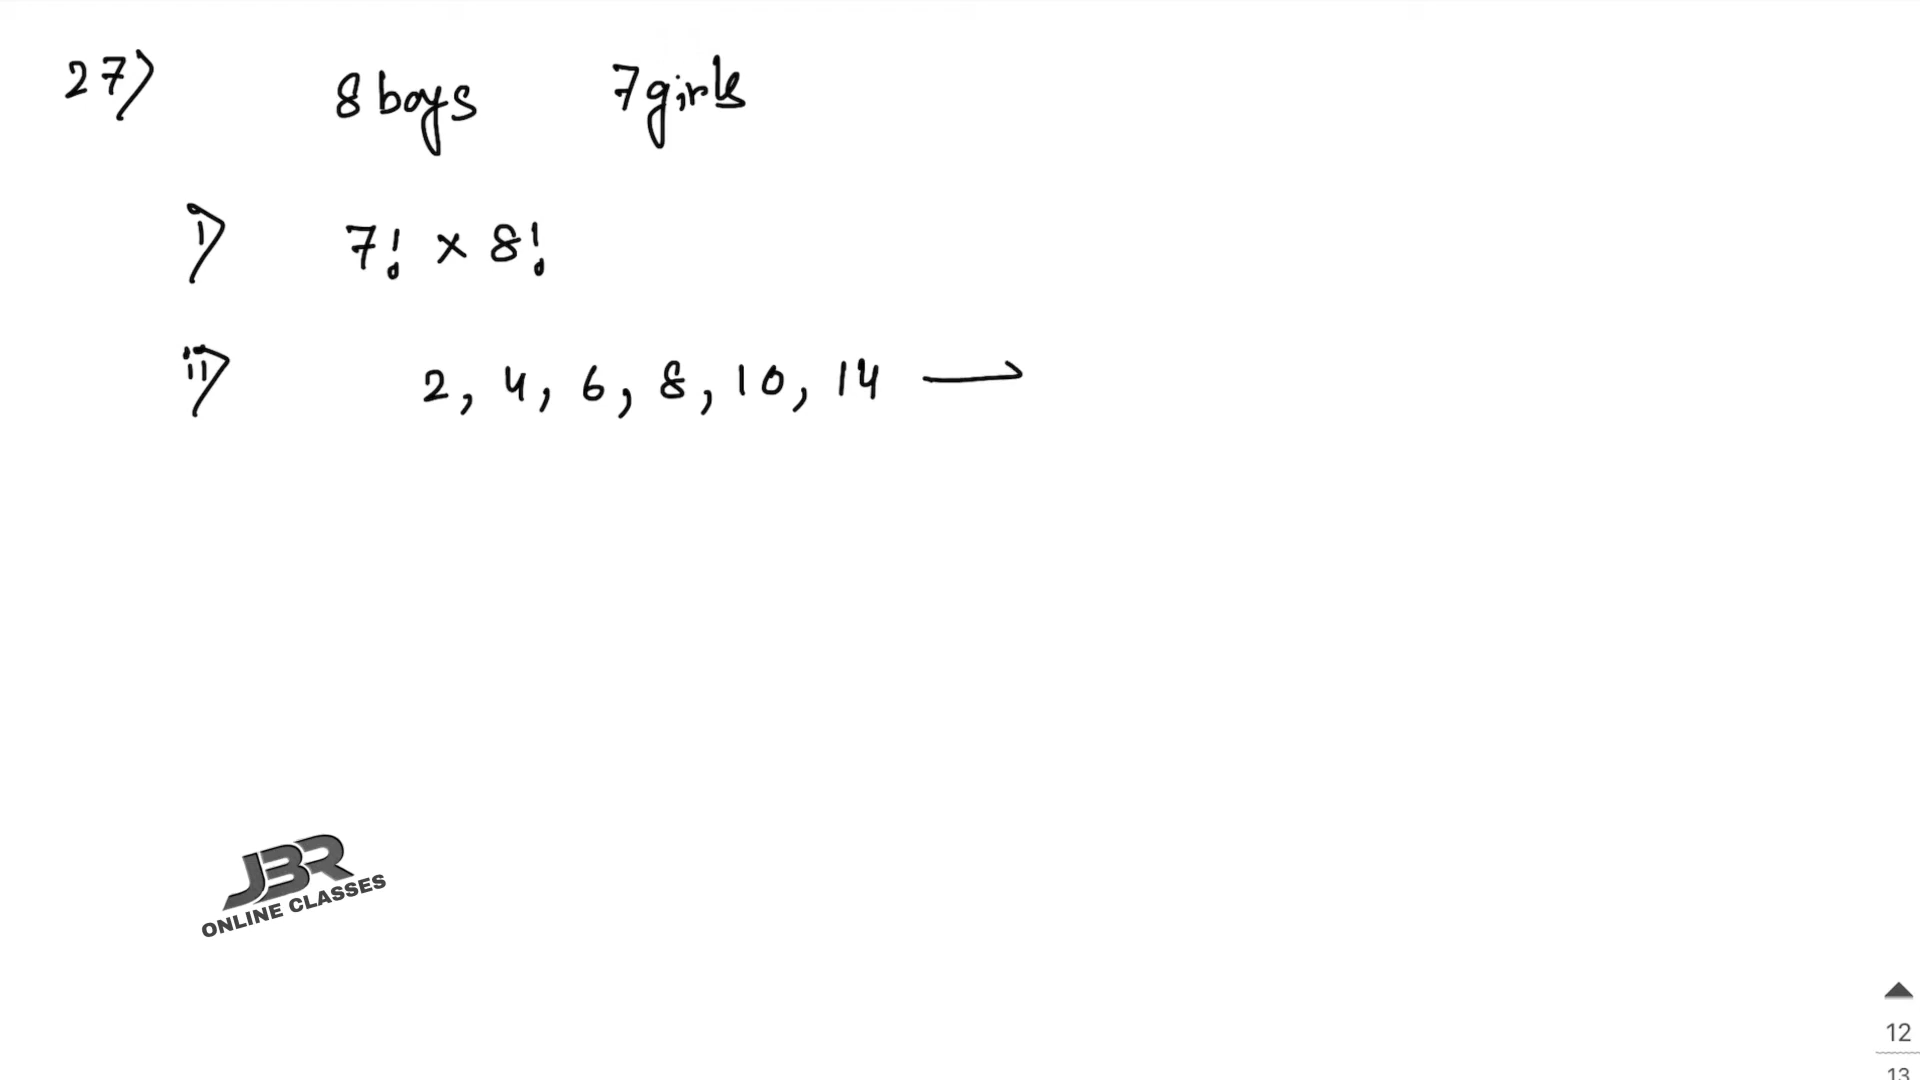 27) 8 boys 7 girls
i) 7! × 8!
ii) 2, 4, 6, 8, 10, 14 →
JBR
ONLINE CLASSES
12
13